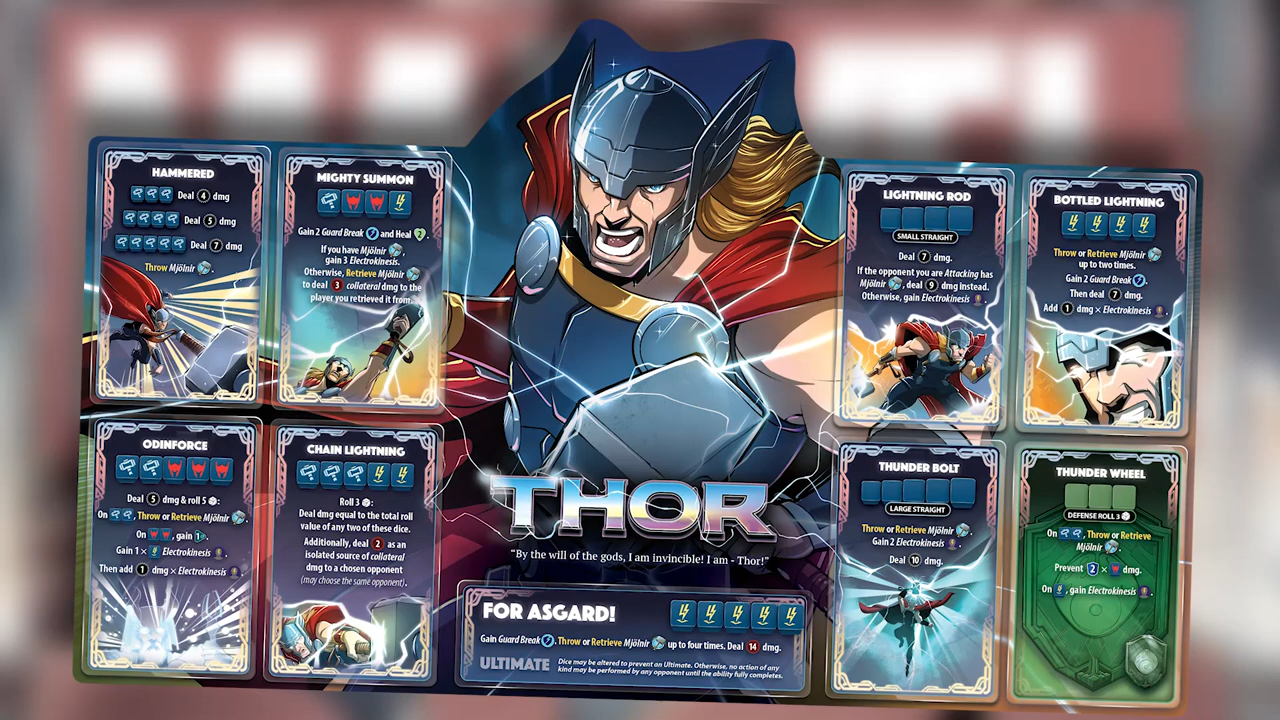 HAMMERED
Deal 4 dmg
Deal 5 dmg
Deal 7 dmg
Throw Mjölnir .
MIGHTY SUMMON
Gain 2 Guard Break and Heal 2 .
If you have Mjölnir ,
gain 3 Electrokinesis.
Otherwise, Retrieve Mjölnir
to deal 3 collateral dmg to the
player you retrieved it from.
ODINFORCE
Deal 5 dmg & roll 5 :
On , Throw or Retrieve Mjölnir .
On , gain 1 .
Gain 1 × Electrokinesis .
Then add 1 dmg × Electrokinesis .
CHAIN LIGHTNING
Roll 3 :
Deal dmg equal to the total roll
value of any two of these dice.
Additionally, deal 2 as an
isolated source of collateral
dmg to a chosen opponent
(may choose the same opponent).
THOR
“By the will of the gods, I am invincible! I am - Thor!”
FOR ASGARD!
Gain Guard Break . Throw or Retrieve Mjölnir up to four times. Deal 14 dmg.
ULTIMATE
Dice may be altered to prevent an Ultimate. Otherwise, no action of any
kind may be performed by any opponent until the ability fully completes.
LIGHTNING ROD
SMALL STRAIGHT
Deal 7 dmg.
If the opponent you are Attacking has
Mjölnir , deal 9 dmg instead.
Otherwise, gain Electrokinesis .
BOTTLED LIGHTNING
Throw or Retrieve Mjölnir
up to two times.
Gain 2 Guard Break .
Then deal 7 dmg.
Add 1 dmg × Electrokinesis .
THUNDER BOLT
LARGE STRAIGHT
Throw or Retrieve Mjölnir .
Gain 2 Electrokinesis .
Deal 10 dmg.
THUNDER WHEEL
DEFENSE ROLL 3
On , Throw or Retrieve
Mjölnir .
Prevent 2 × dmg.
On , gain Electrokinesis .